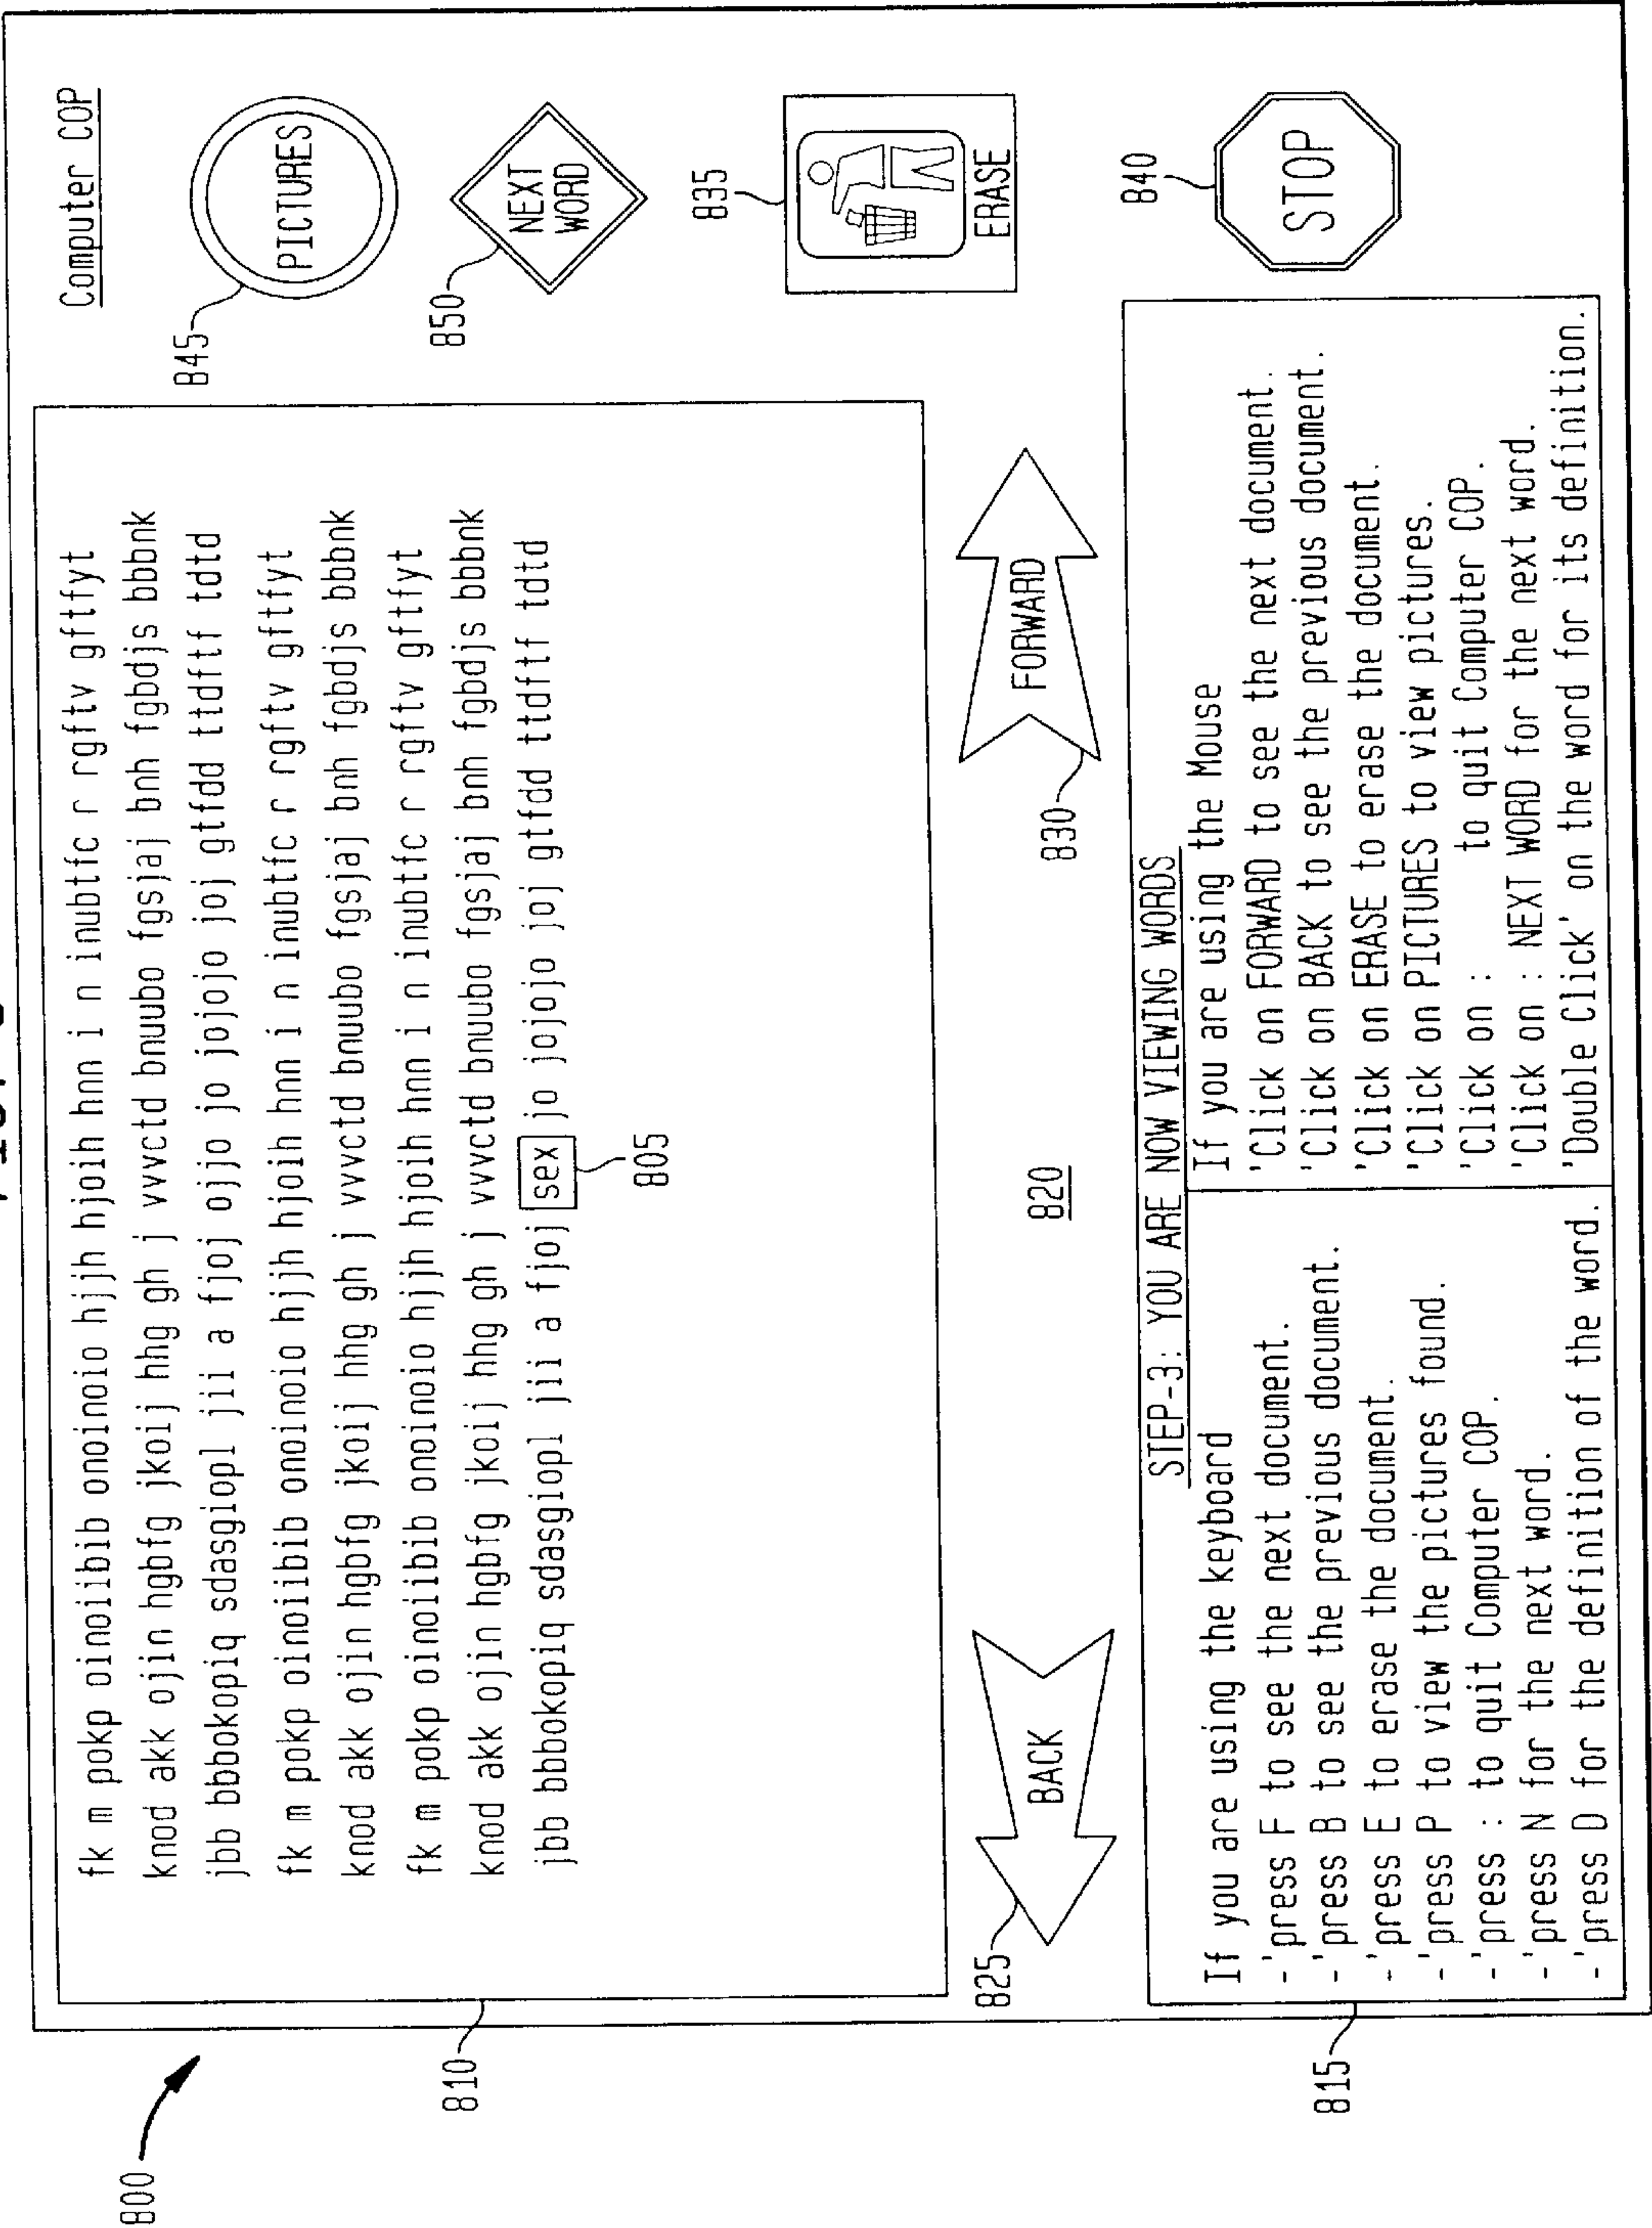 800
Computer COP
fk m pokp oinoiibib onoinoio hjjh hjoih hnn i n inubtfc r rgftv gftfyt
knod akk ojin hgbfg jkoij hhg gh j vvvctd bnuubo fgsjaj bnh fgbdjs bbbnk
jbb bbbokopiq sdasgiopl jii a fjoj ojjo jo jojojo joj gtfdd ttdftf tdtd
fk m pokp oinoiibib onoinoio hjjh hjoih hnn i n inubtfc r rgftv gftfyt
knod akk ojin hgbfg jkoij hhg gh j vvvctd bnuubo fgsjaj bnh fgbdjs bbbnk
fk m pokp oinoiibib onoinoio hjjh hjoih hnn i n inubtfc r rgftv gftfyt
knod akk ojin hgbfg jkoij hhg gh j vvvctd bnuubo fgsjaj bnh fgbdjs bbbnk
jbb bbbokopiq sdasgiopl jii a fjoj sex jo jojojo joj gtfdd ttdftf tdtd
805
810
845
PICTURES
850
NEXT
WORD
835
ERASE
840
STOP
825
BACK
820
830
FORWARD
815
STEP-3: YOU ARE NOW VIEWING WORDS
If you are using the keyboard
-'press F to see the next document.
-'press B to see the previous document.
-'press E to erase the document.
-'press P to view the pictures found.
-'press : to quit Computer COP.
-'press N for the next word.
-'press D for the definition of the word.
If you are using the Mouse
'Click on FORWARD to see the next document.
'Click on BACK to see the previous document.
'Click on ERASE to erase the document.
'Click on PICTURES to view pictures.
'Click on : to quit Computer COP.
'Click on : NEXT WORD for the next word.
'Double Click' on the word for its definition.